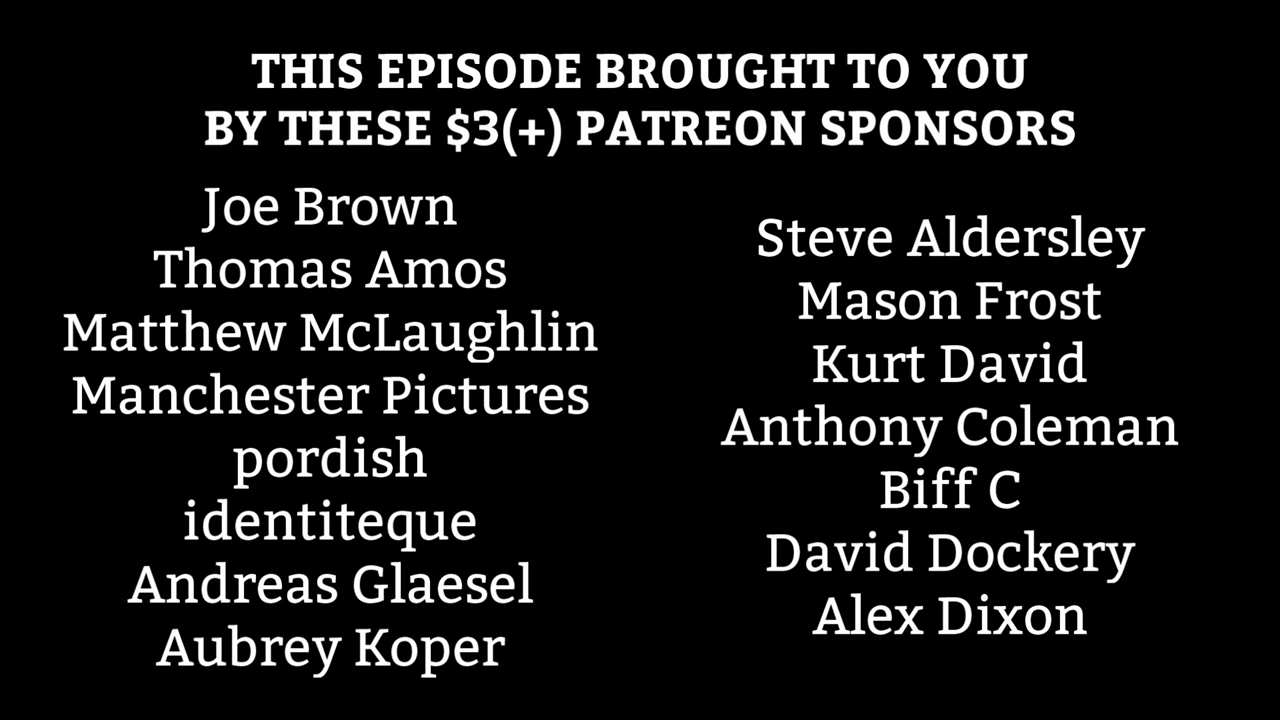 THIS EPISODE BROUGHT TO YOU
BY THESE $3(+) PATREON SPONSORS
Joe Brown
Thomas Amos
Matthew McLaughlin
Manchester Pictures
pordish
identiteque
Andreas Glaesel
Aubrey Koper
Steve Aldersley
Mason Frost
Kurt David
Anthony Coleman
Biff C
David Dockery
Alex Dixon